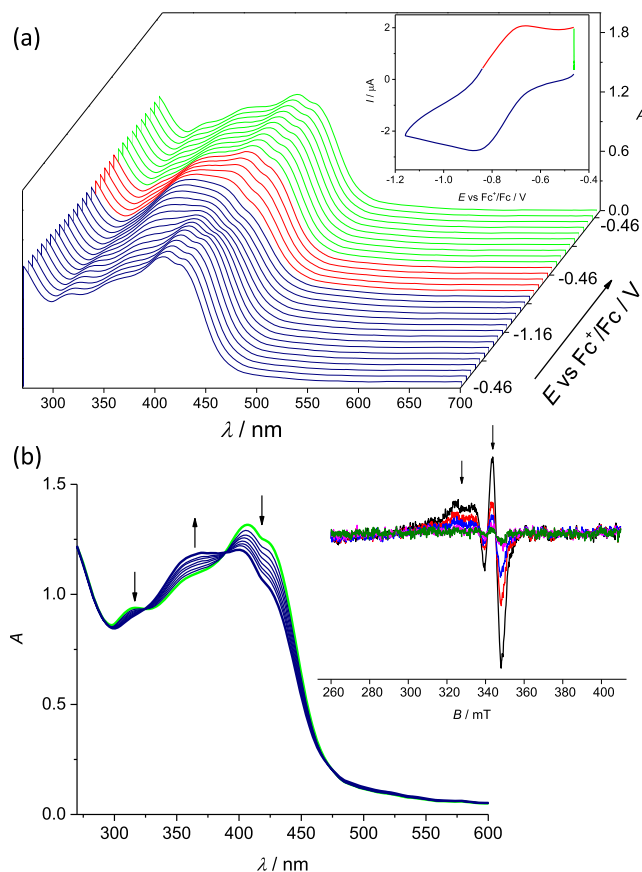 (a)
1.8
1.2
A
0.6
0.0
2
0
-2
I / µA
-1.2 -1.0 -0.8 -0.6 -0.4
E vs Fc+/Fc / V
-0.46
-0.46
-1.16
-0.46
E vs Fc+/Fc / V
300 350 400 450 500 550 600 650 700
λ / nm
(b)
1.5
1.0
0.5
0.0
A
300 350 400 450 500 550 600
λ / nm
260 280 300 320 340 360 380 400
B / mT